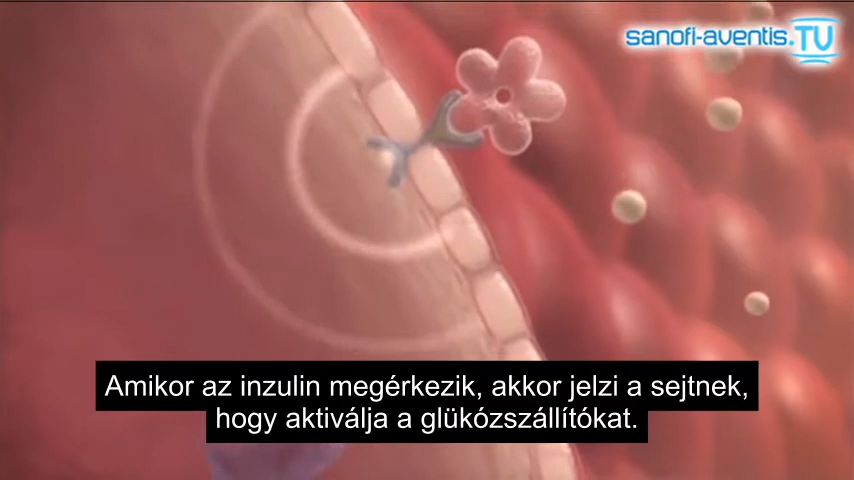 sanofi-aventis.TV
Amikor az inzulin megérkezik, akkor jelzi a sejtnek,
hogy aktiválja a glükózszállítókat.